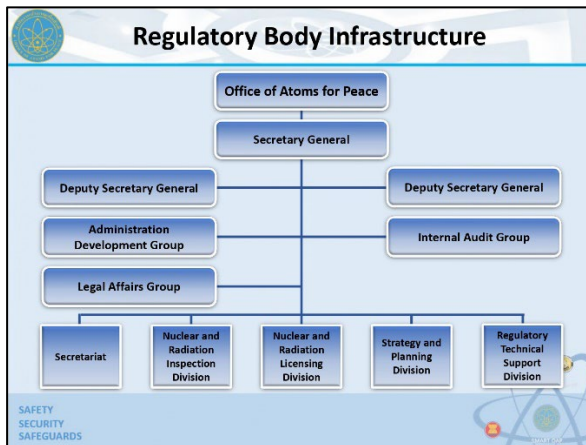 Regulatory Body Infrastructure
Office of Atoms for Peace
Secretary General
Deputy Secretary General
Deputy Secretary General
Administration
Development Group
Internal Audit Group
Legal Affairs Group
Secretariat
Nuclear and
Radiation
Inspection
Division
Nuclear and
Radiation
Licensing
Division
Strategy and
Planning
Division
Regulatory
Technical
Support
Division
SAFETY
SECURITY
SAFEGUARDS